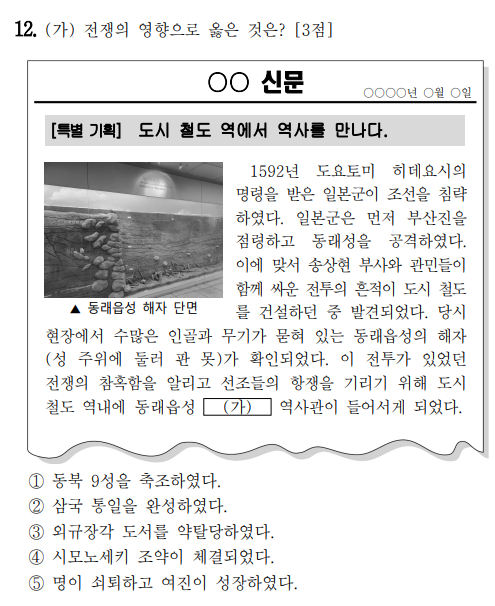 12. (가) 전쟁의 영향으로 옳은 것은? [3점]
○○ 신문
○○○○년 ○월 ○일
[특별 기획] 도시 철도 역에서 역사를 만나다.
1592년 도요토미 히데요시의
명령을 받은 일본군이 조선을 침략
하였다. 일본군은 먼저 부산진을
점령하고 동래성을 공격하였다.
이에 맞서 송상현 부사와 관민들이
함께 싸운 전투의 흔적이 도시 철도
를 건설하던 중 발견되었다. 당시
▲ 동래읍성 해자 단면
현장에서 수많은 인골과 무기가 묻혀 있는 동래읍성의 해자
(성 주위에 둘러 판 못)가 확인되었다. 이 전투가 있었던
전쟁의 참혹함을 알리고 선조들의 항쟁을 기리기 위해 도시
철도 역내에 동래읍성 (가) 역사관이 들어서게 되었다.
① 동북 9성을 축조하였다.
② 삼국 통일을 완성하였다.
③ 외규장각 도서를 약탈당하였다.
④ 시모노세키 조약이 체결되었다.
⑤ 명이 쇠퇴하고 여진이 성장하였다.